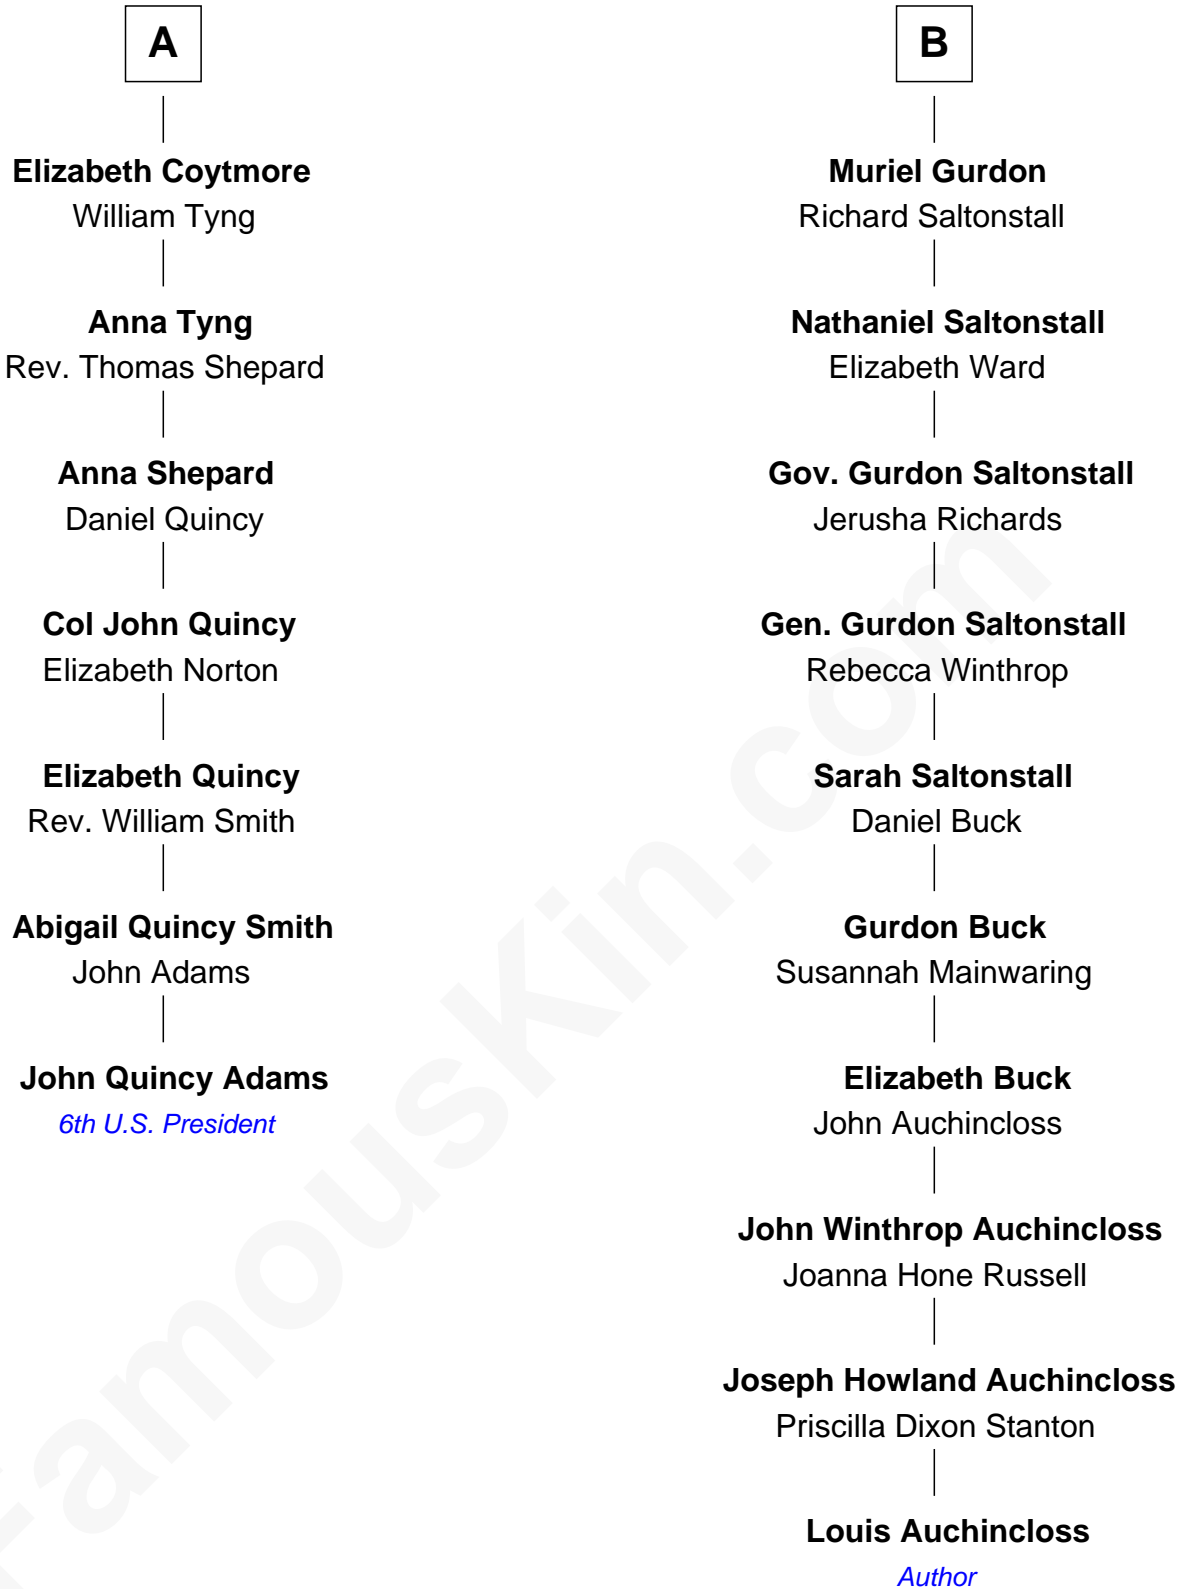 A
Elizabeth Coytmore
William Tyng
Anna Tyng
Rev. Thomas Shepard
Anna Shepard
Daniel Quincy
Col John Quincy
Elizabeth Norton
Elizabeth Quincy
Rev. William Smith
Abigail Quincy Smith
John Adams
John Quincy Adams
6th U.S. President
B
Muriel Gurdon
Richard Saltonstall
Nathaniel Saltonstall
Elizabeth Ward
Gov. Gurdon Saltonstall
Jerusha Richards
Gen. Gurdon Saltonstall
Rebecca Winthrop
Sarah Saltonstall
Daniel Buck
Gurdon Buck
Susannah Mainwaring
Elizabeth Buck
John Auchincloss
John Winthrop Auchincloss
Joanna Hone Russell
Joseph Howland Auchincloss
Priscilla Dixon Stanton
Louis Auchincloss
Author
FamousKin.com